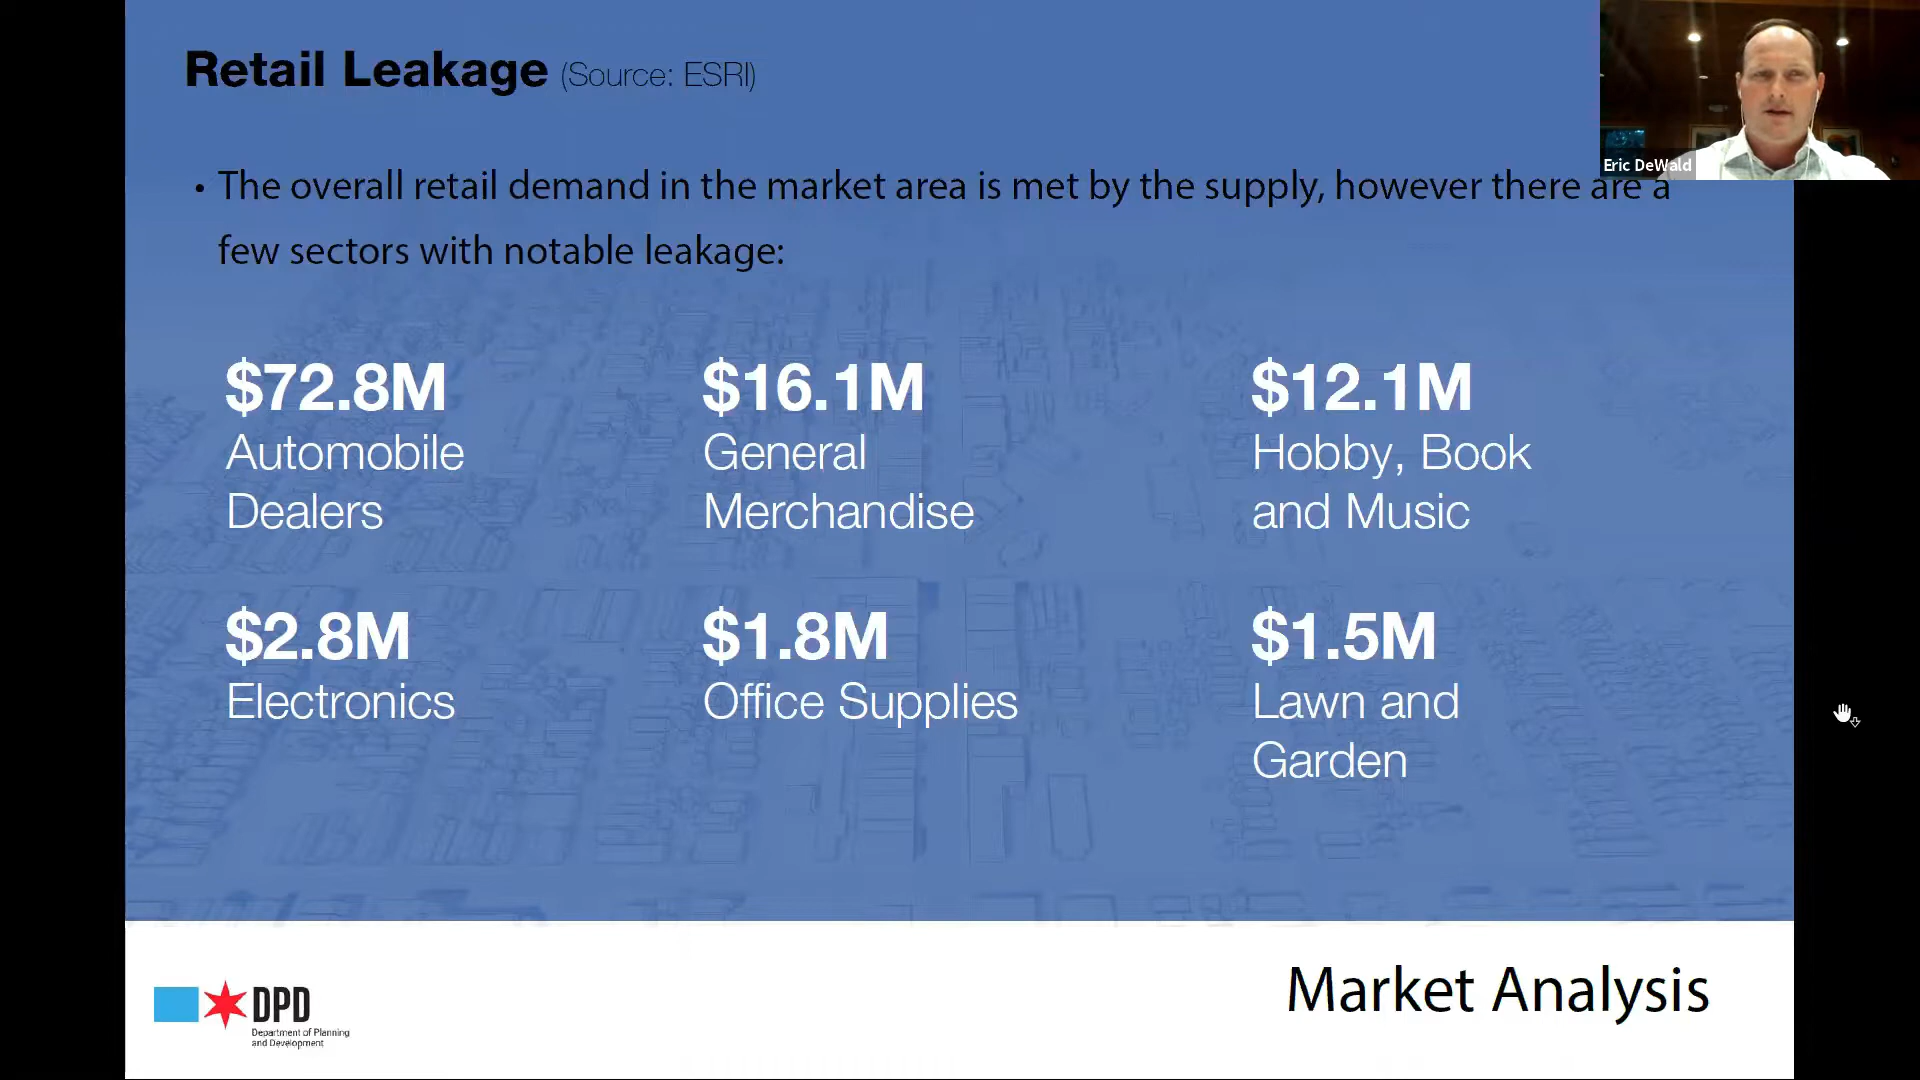 Retail Leakage (Source: ESRI)
Eric DeWald
• The overall retail demand in the market area is met by the supply, however there are a
few sectors with notable leakage:
$72.8M
Automobile
Dealers
$16.1M
General
Merchandise
$12.1M
Hobby, Book
and Music
$2.8M
Electronics
$1.8M
Office Supplies
$1.5M
Lawn and
Garden
DPD
Department of Planning
and Development
Market Analysis